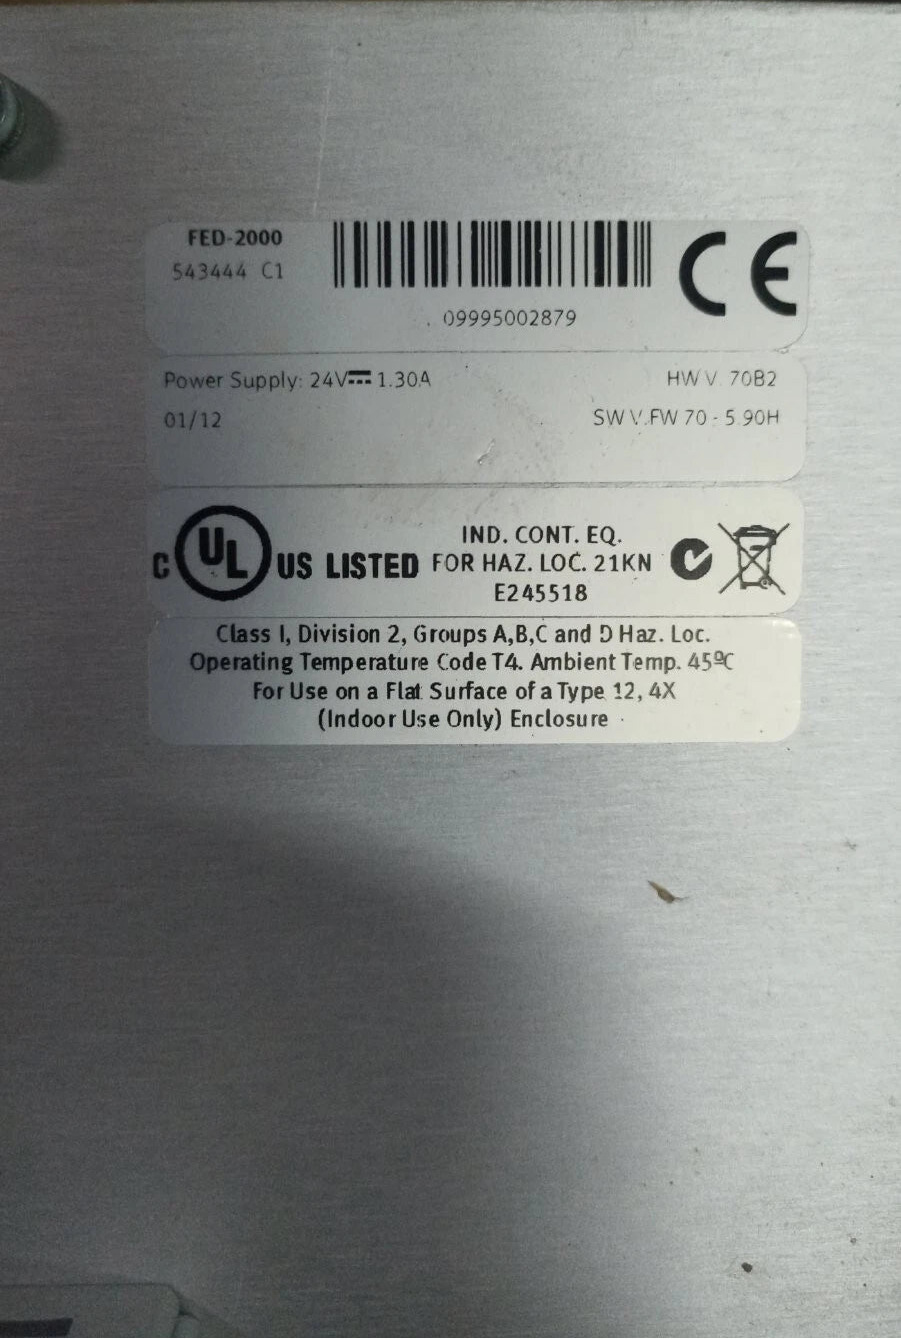 FED-2000
543444 C1
09995002879
CE
Power Supply: 24V⎓1.30A
HW V. 70B2
01/12
SW V.FW 70 - 5.90H
C UL US LISTED
IND. CONT. EQ.
FOR HAZ. LOC. 21KN
E245518
Class I, Division 2, Groups A,B,C and D Haz. Loc.
Operating Temperature Code T4. Ambient Temp. 45ºC
For Use on a Flat Surface of a Type 12, 4X
(Indoor Use Only) Enclosure